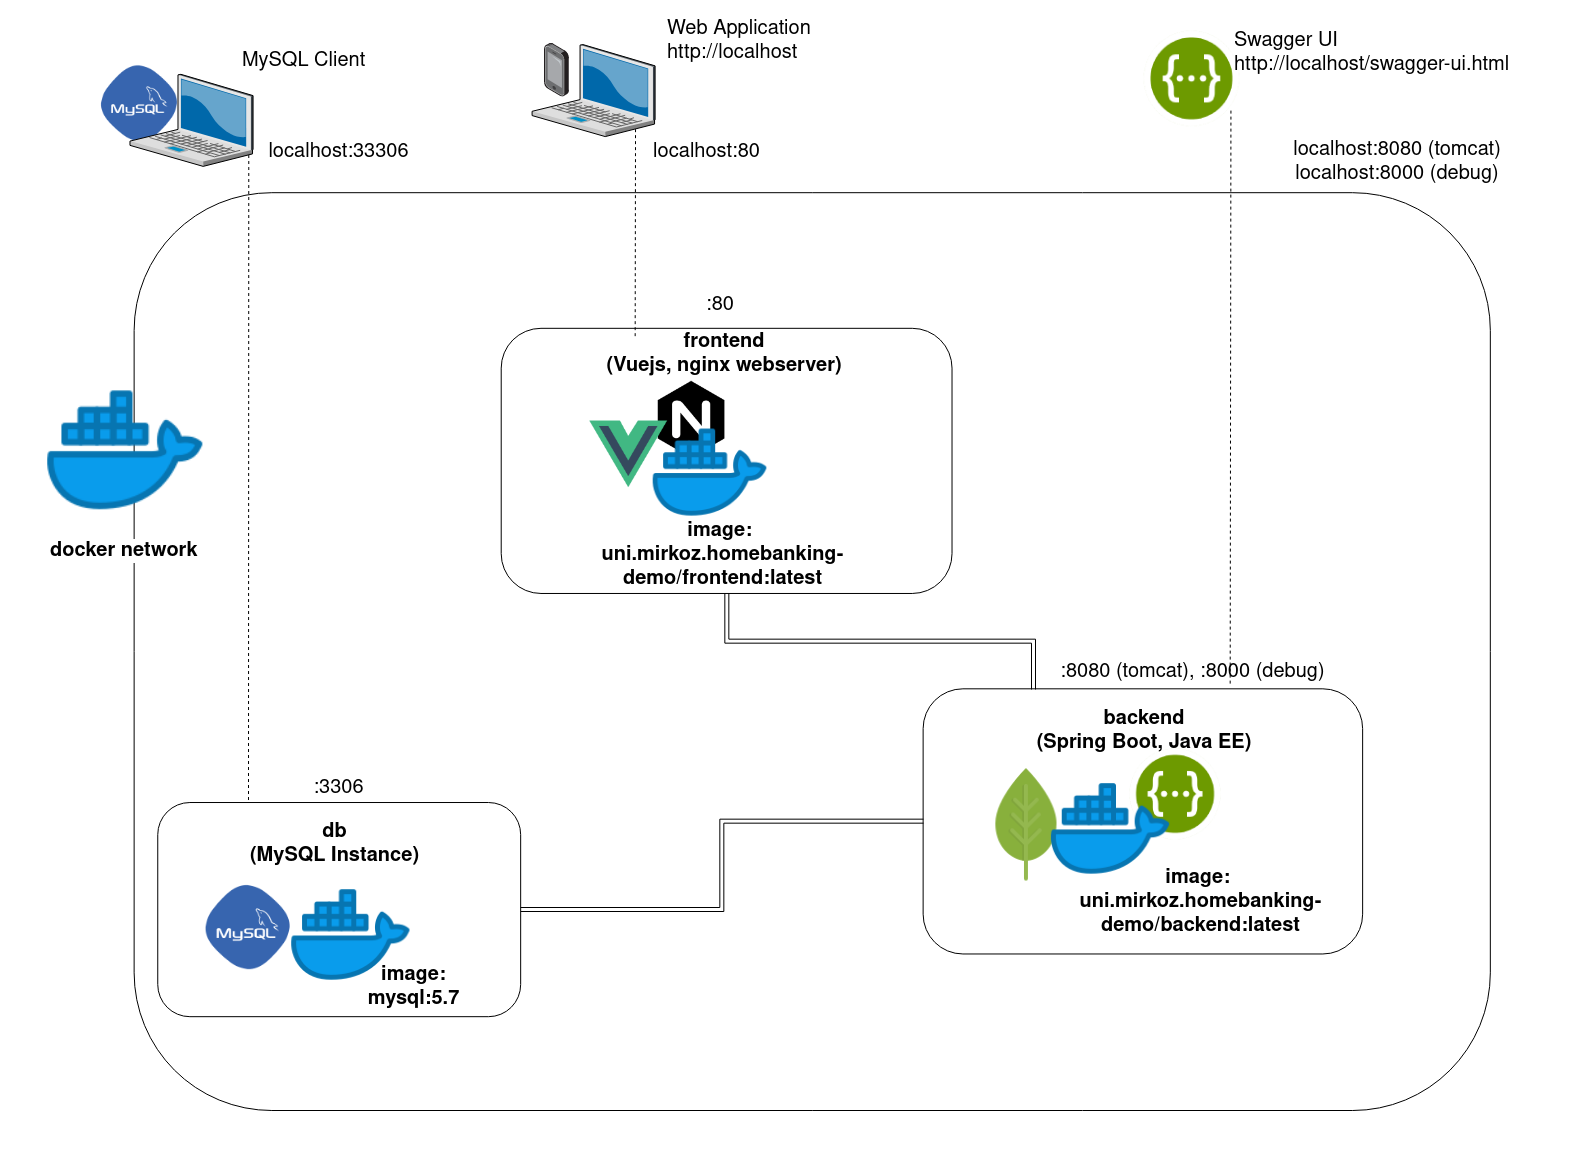 Web Application
http://localhost
Swagger UI
http://localhost/swagger-ui.html
MySQL Client
MySQL
localhost:33306
localhost:80
localhost:8080 (tomcat)
localhost:8000 (debug)
:80
frontend
(Vuejs, nginx webserver)
N
image:
uni.mirkoz.homebanking-
demo/frontend:latest
docker network
:8080 (tomcat), :8000 (debug)
backend
(Spring Boot, Java EE)
{···}
image:
uni.mirkoz.homebanking-
demo/backend:latest
:3306
db
(MySQL Instance)
MySQL
image:
mysql:5.7
{···}